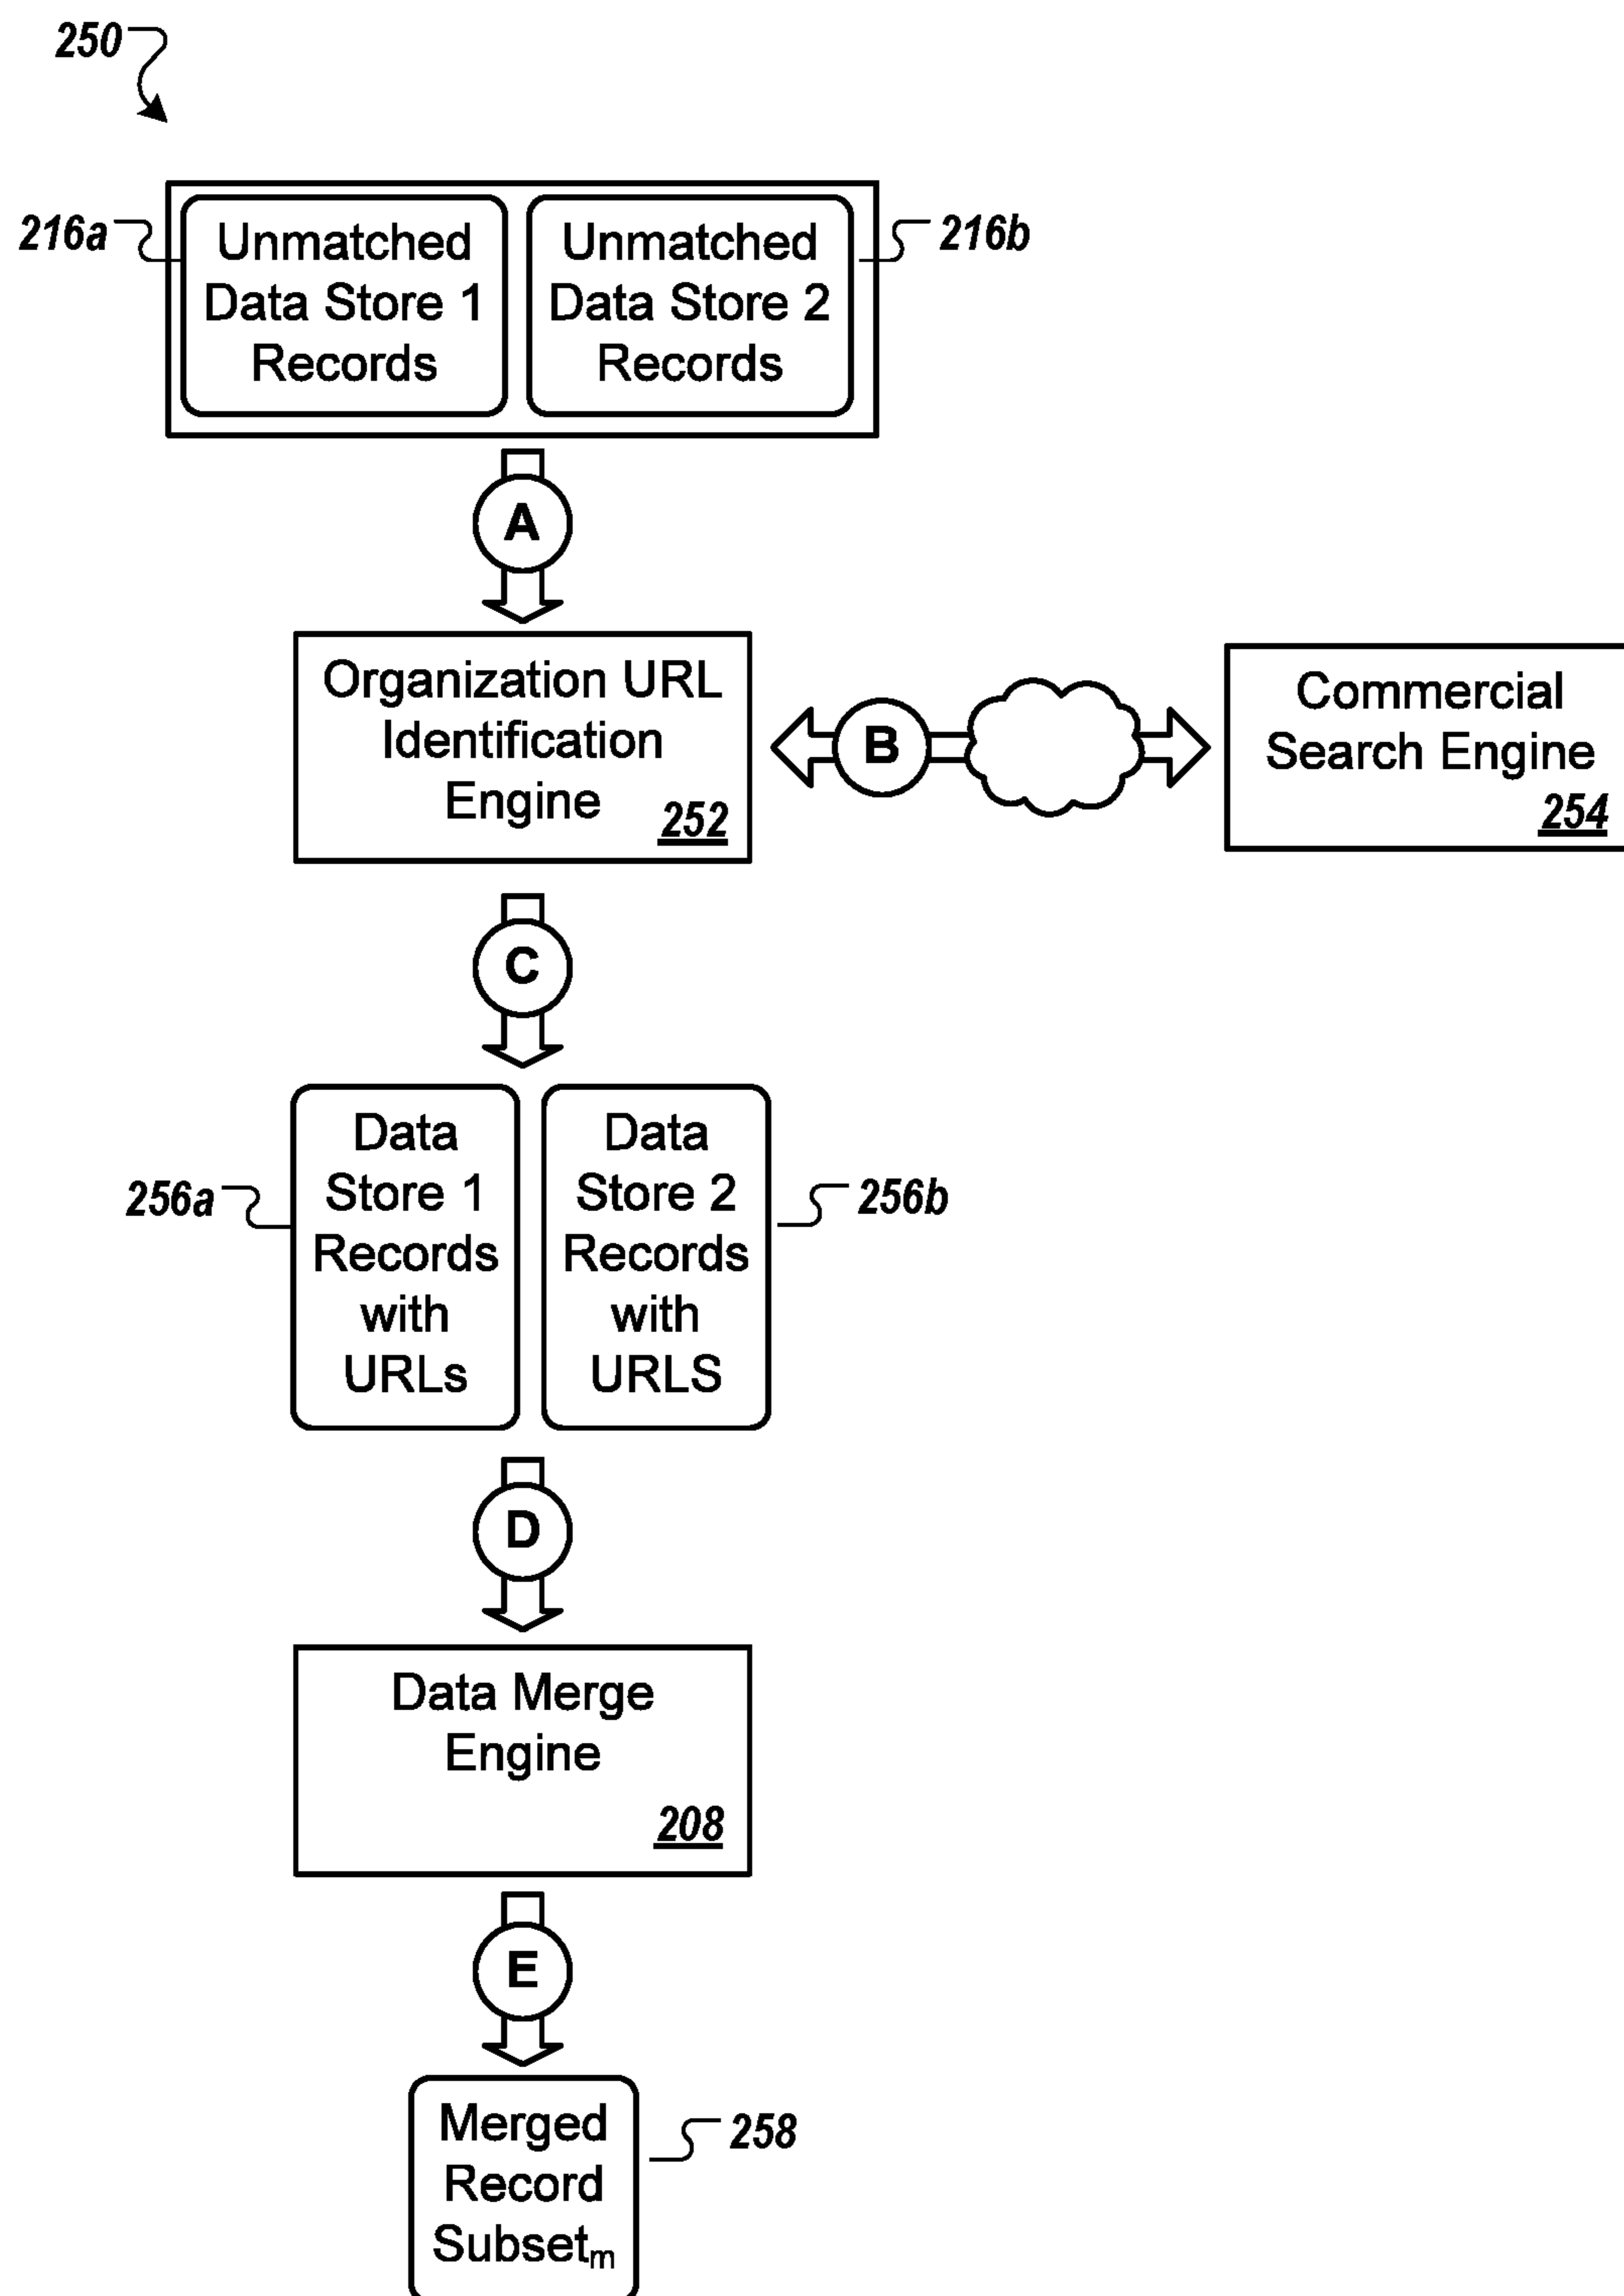 250
216a
Unmatched
Data Store 1
Records
Unmatched
Data Store 2
Records
216b
A
Organization URL
Identification
Engine
252
B
Commercial
Search Engine
254
C
256a
Data
Store 1
Records
with
URLs
Data
Store 2
Records
with
URLS
256b
D
Data Merge
Engine
208
E
Merged
Record
Subsetm
258